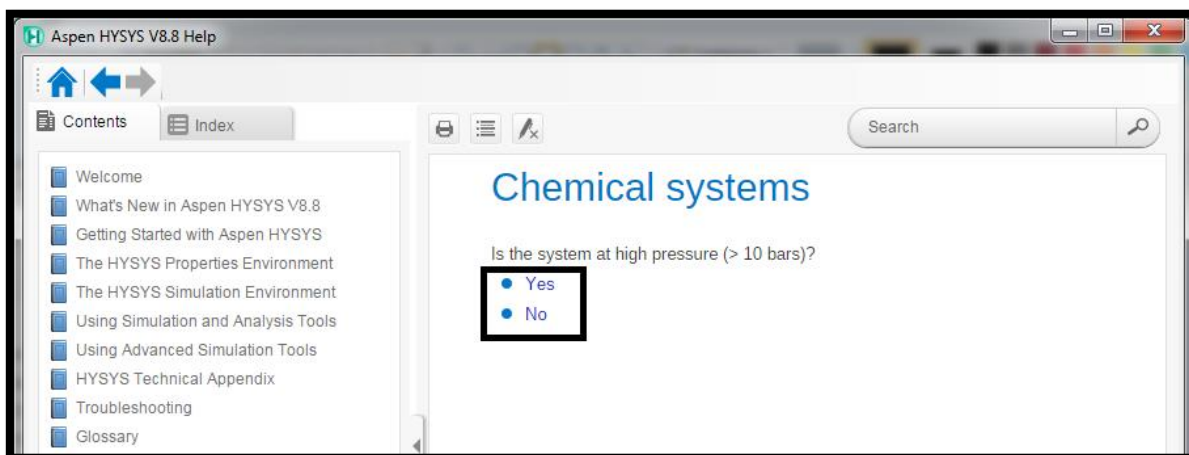 Aspen HYSYS V8.8 Help
Contents
Index
Search
Welcome
What's New in Aspen HYSYS V8.8
Getting Started with Aspen HYSYS
The HYSYS Properties Environment
The HYSYS Simulation Environment
Using Simulation and Analysis Tools
Using Advanced Simulation Tools
HYSYS Technical Appendix
Troubleshooting
Glossary
Chemical systems
Is the system at high pressure (> 10 bars)?
Yes
No